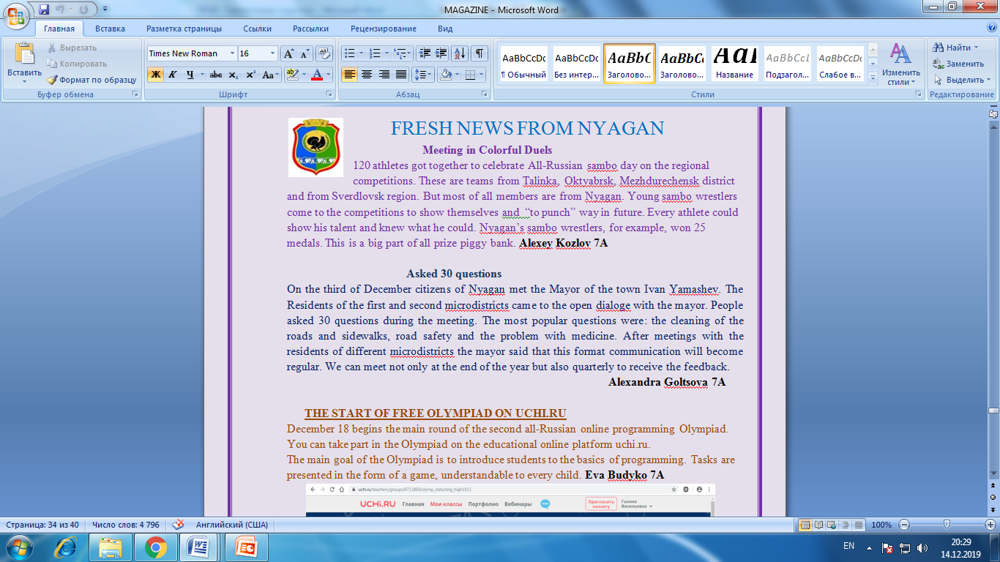 MAGAZINE - Microsoft Word
Главная Вставка Разметка страницы Ссылки Рассылки Рецензирование Вид
Вставить
Вырезать
Копировать
Формат по образцу
Буфер обмена
Times New Roman 16
Ж К Ч abc x₂ x² Aa
Шрифт
Абзац
AaBbCcDc AaBbCcDc AaBbC AaBbCc AaI AaBbCcL AaBbCcDc
¶ Обычный Без интер... Заголово... Заголово... Название Подзагол... Слабое в...
Изменить стили
Стили
Найти
Заменить
Выделить
Редактирование
FRESH NEWS FROM NYAGAN
Meeting in Colorful Duels
120 athletes got together to celebrate All-Russian sambo day on the regional
competitions. These are teams from Talinka, Oktyabrsk, Mezhdurechensk district
and from Sverdlovsk region. But most of all members are from Nyagan. Young sambo wrestlers
come to the competitions to show themselves and “to punch” way in future. Every athlete could
show his talent and knew what he could. Nyagan’s sambo wrestlers, for example, won 25
medals. This is a big part of all prize piggy bank. Alexey Kozlov 7A
Asked 30 questions
On the third of December citizens of Nyagan met the Mayor of the town Ivan Yamashev. The
Residents of the first and second microdistricts came to the open dialoge with the mayor. People
asked 30 questions during the meeting. The most popular questions were: the cleaning of the
roads and sidewalks, road safety and the problem with medicine. After meetings with the
residents of different microdistricts the mayor said that this format communication will become
regular. We can meet not only at the end of the year but also quarterly to receive the feedback.
Alexandra Goltsova 7A
THE START OF FREE OLYMPIAD ON UCHI.RU
December 18 begins the main round of the second all-Russian online programming Olympiad.
You can take part in the Olympiad on the educational online platform uchi.ru.
The main goal of the Olympiad is to introduce students to the basics of programming. Tasks are
presented in the form of a game, understandable to every child. Eva Budyko 7A
uchi.ru/teachers/groups/6711869/olymp_stats/eng_high1911
UCHi.RU Главная Мои классы Портфолио Вебинары Пригласить коллегу Галина Васильевна
Страница: 34 из 40 Число слов: 4 796 Английский (США) 100%
EN 20:29
14.12.2019